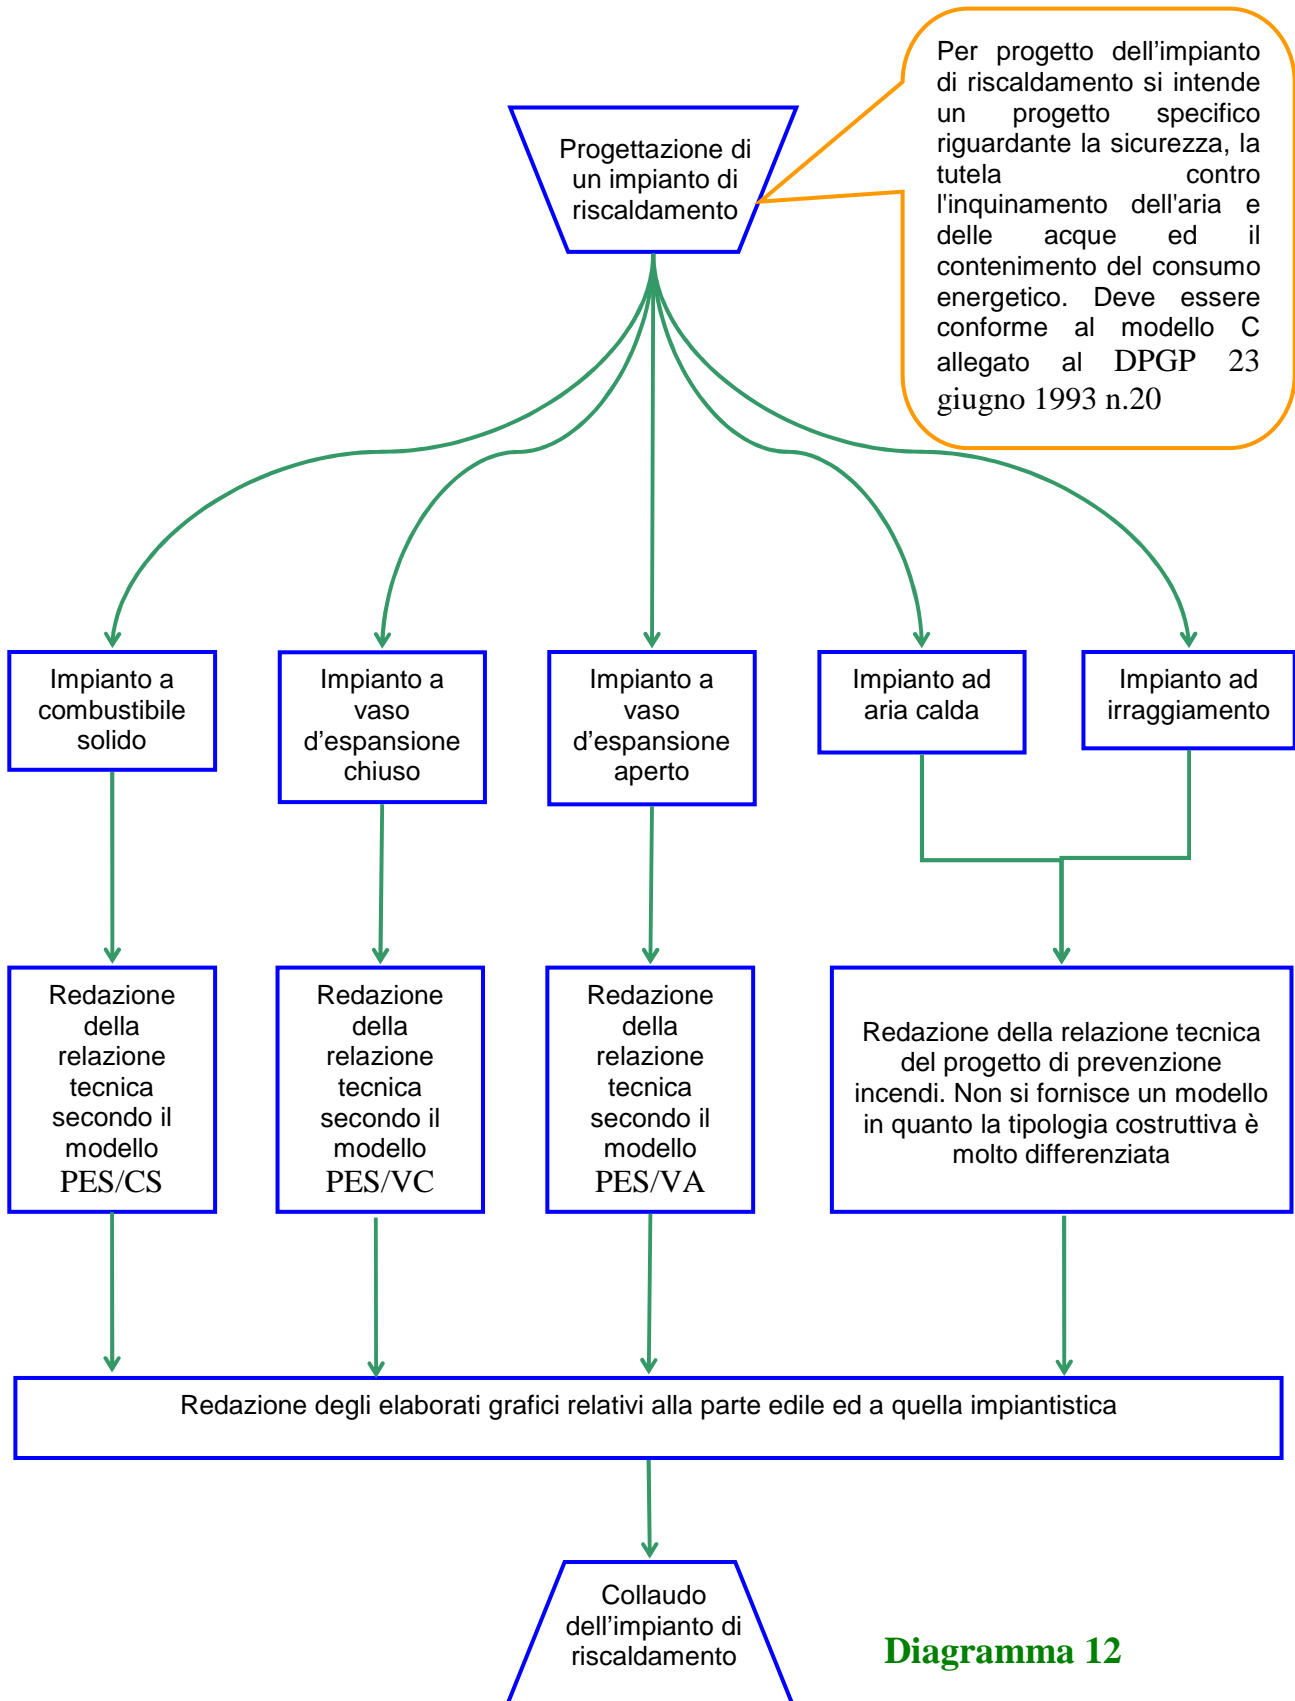 Per progetto dell’impianto
di riscaldamento si intende
un progetto specifico
riguardante la sicurezza, la
tutela contro
l'inquinamento dell'aria e
delle acque ed il
contenimento del consumo
energetico. Deve essere
conforme al modello C
allegato al DPGP 23
giugno 1993 n.20
Progettazione di
un impianto di
riscaldamento
Impianto a
combustibile
solido
Impianto a
vaso
d’espansione
chiuso
Impianto a
vaso
d’espansione
aperto
Impianto ad
aria calda
Impianto ad
irraggiamento
Redazione
della
relazione
tecnica
secondo il
modello
PES/CS
Redazione
della
relazione
tecnica
secondo il
modello
PES/VC
Redazione
della
relazione
tecnica
secondo il
modello
PES/VA
Redazione della relazione tecnica
del progetto di prevenzione
incendi. Non si fornisce un modello
in quanto la tipologia costruttiva è
molto differenziata
Redazione degli elaborati grafici relativi alla parte edile ed a quella impiantistica
Collaudo
dell’impianto di
riscaldamento
Diagramma 12